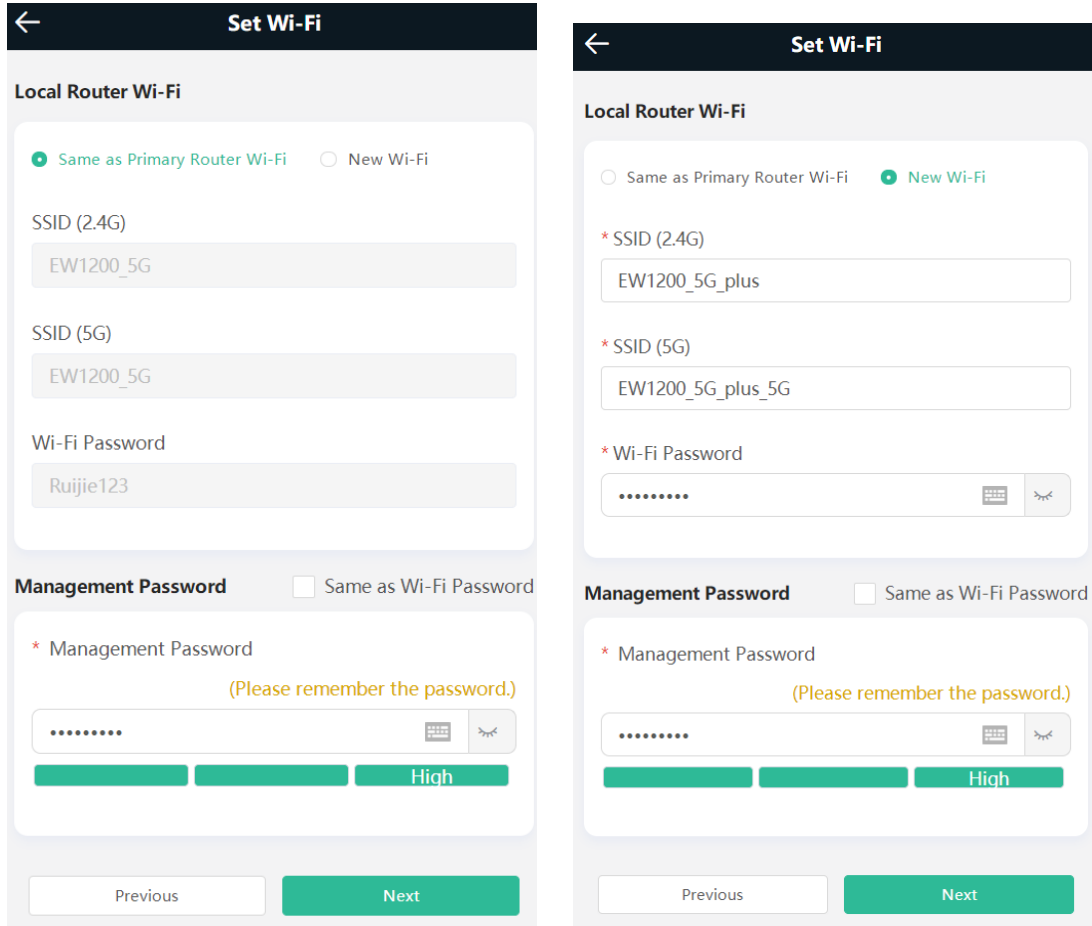 Set Wi-Fi
Local Router Wi-Fi
Same as Primary Router Wi-Fi New Wi-Fi
SSID (2.4G)
EW1200_5G
SSID (5G)
EW1200_5G
Wi-Fi Password
Ruijie123
Management Password Same as Wi-Fi Password
* Management Password
(Please remember the password.)
•••••••••
High
Previous Next
Set Wi-Fi
Local Router Wi-Fi
Same as Primary Router Wi-Fi New Wi-Fi
* SSID (2.4G)
EW1200_5G_plus
* SSID (5G)
EW1200_5G_plus_5G
* Wi-Fi Password
•••••••••
Management Password Same as Wi-Fi Password
* Management Password
(Please remember the password.)
•••••••••
High
Previous Next